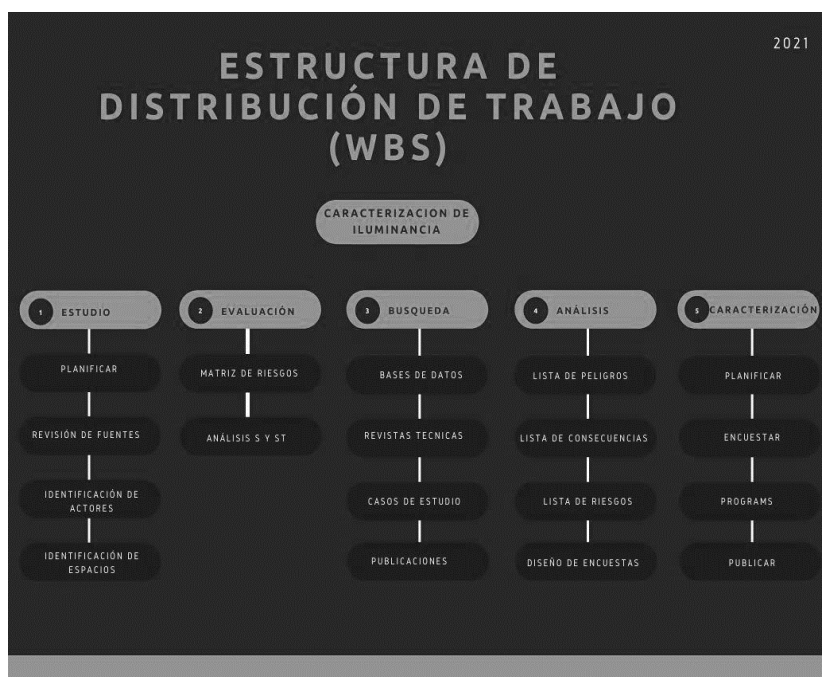 2021
ESTRUCTURA DE
DISTRIBUCIÓN DE TRABAJO
(WBS)
CARACTERIZACION DE
ILUMINANCIA
1 ESTUDIO
PLANIFICAR
REVISIÓN DE FUENTES
IDENTIFICACIÓN DE
ACTORES
IDENTIFICACIÓN DE
ESPACIOS
2 EVALUACIÓN
MATRIZ DE RIESGOS
ANÁLISIS S Y ST
3 BUSQUEDA
BASES DE DATOS
REVISTAS TECNICAS
CASOS DE ESTUDIO
PUBLICACIONES
4 ANÁLISIS
LISTA DE PELIGROS
LISTA DE CONSECUENCIAS
LISTA DE RIESGOS
DISEÑO DE ENCUESTAS
5 CARACTERIZACIÓN
PLANIFICAR
ENCUESTAR
PROGRAMS
PUBLICAR